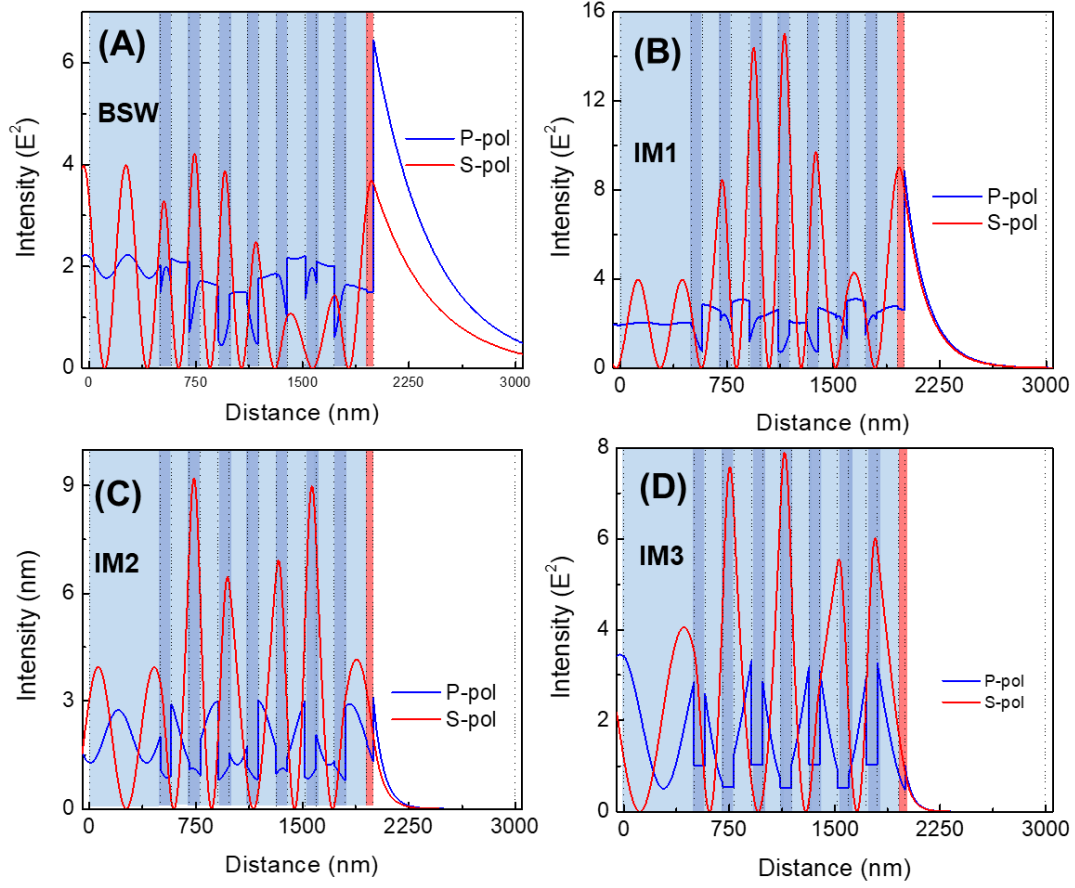 (A)
BSW
P-pol
S-pol
Intensity (E²)
6
4
2
0
0 750 1500 2250 3000
Distance (nm)
(B)
IM1
P-pol
S-pol
Intensity (E²)
16
12
8
4
0
0 750 1500 2250 3000
Distance (nm)
(C)
IM2
P-pol
S-pol
Intensity (nm)
9
6
3
0
0 750 1500 2250 3000
Distance (nm)
(D)
IM3
P-pol
S-pol
Intensity (E²)
8
6
4
2
0
0 750 1500 2250 3000
Distance (nm)